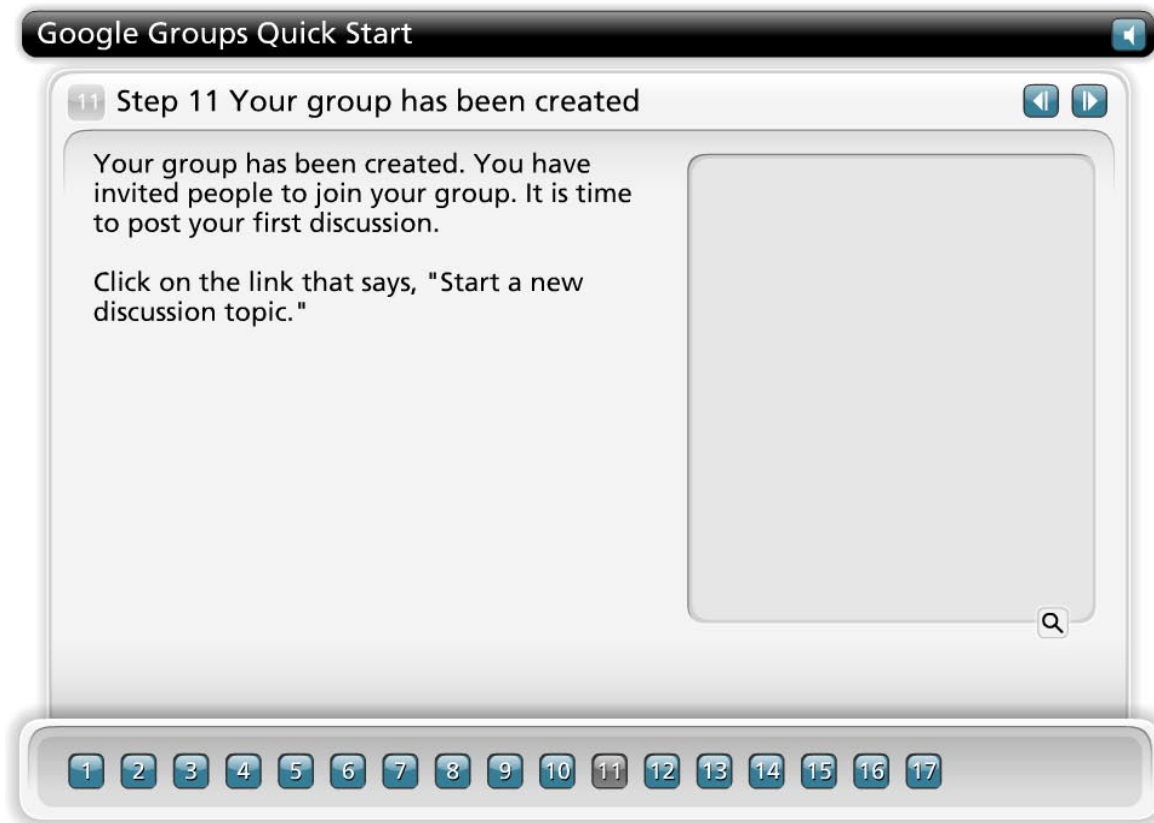 Google Groups Quick Start
11 Step 11 Your group has been created
Your group has been created. You have
invited people to join your group. It is time
to post your first discussion.
Click on the link that says, "Start a new
discussion topic."
1 2 3 4 5 6 7 8 9 10 11 12 13 14 15 16 17